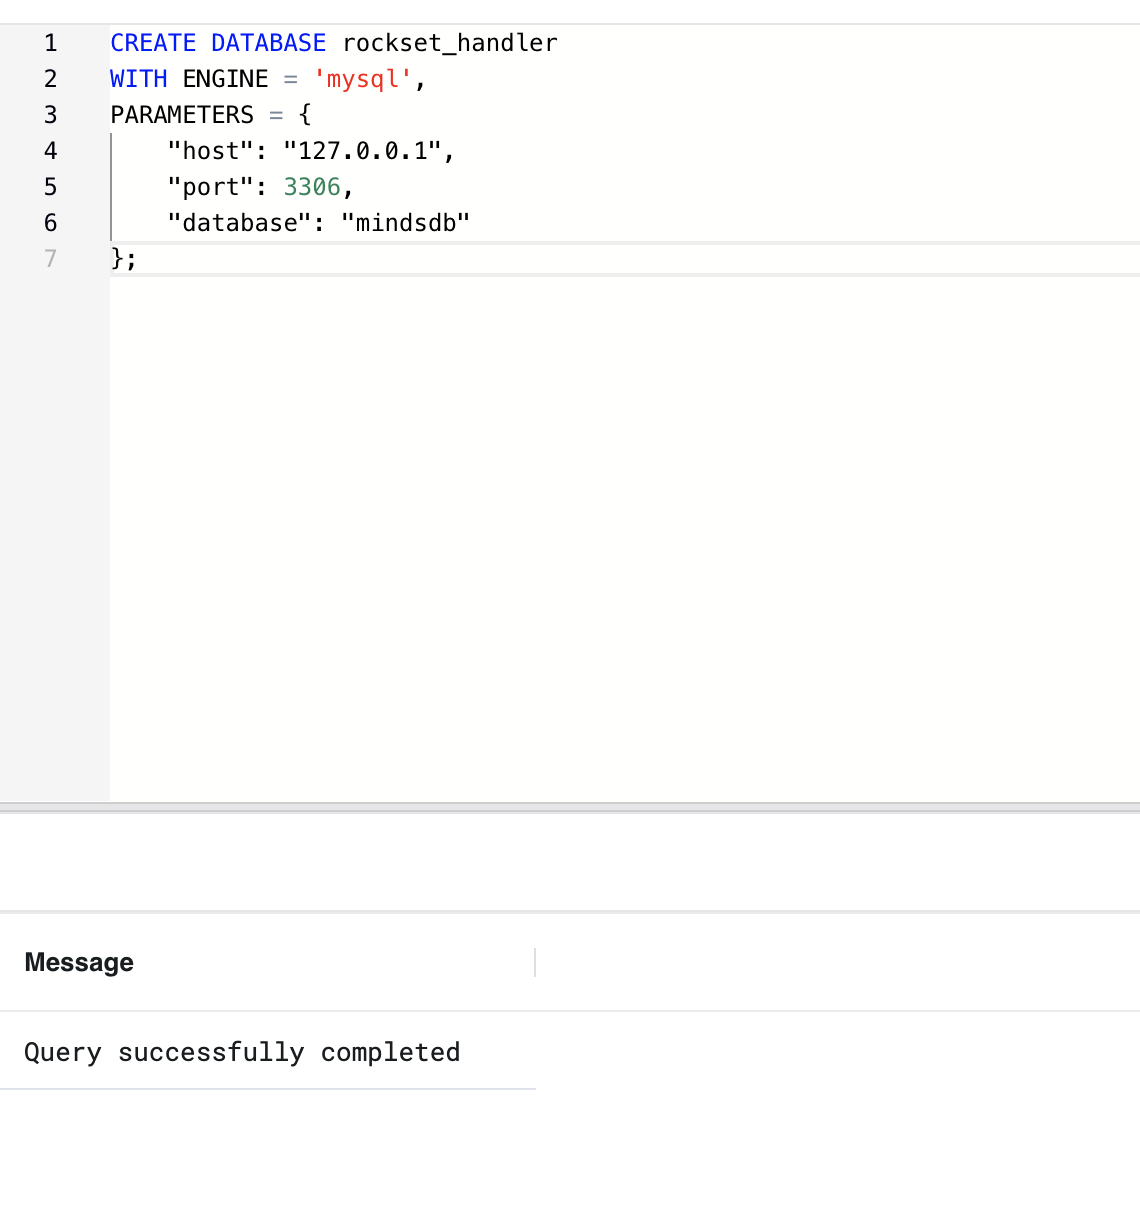 1 CREATE DATABASE rockset_handler
2 WITH ENGINE = 'mysql',
3 PARAMETERS = {
4     "host": "127.0.0.1",
5     "port": 3306,
6     "database": "mindsdb"
7 };
Message
Query successfully completed